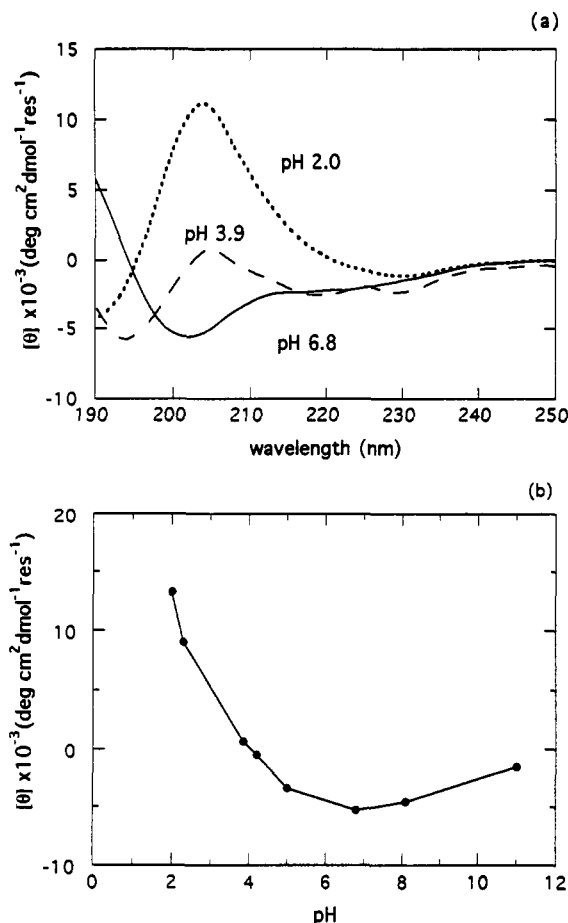 (a)
15
10
5
0
-5
-10
[θ] x10⁻³(deg cm²dmol⁻¹res⁻¹)
pH 2.0
pH 3.9
pH 6.8
190 200 210 220 230 240 250
wavelength (nm)
(b)
20
10
0
-10
[θ] x10⁻³(deg cm²dmol⁻¹res⁻¹)
0 2 4 6 8 10 12
pH